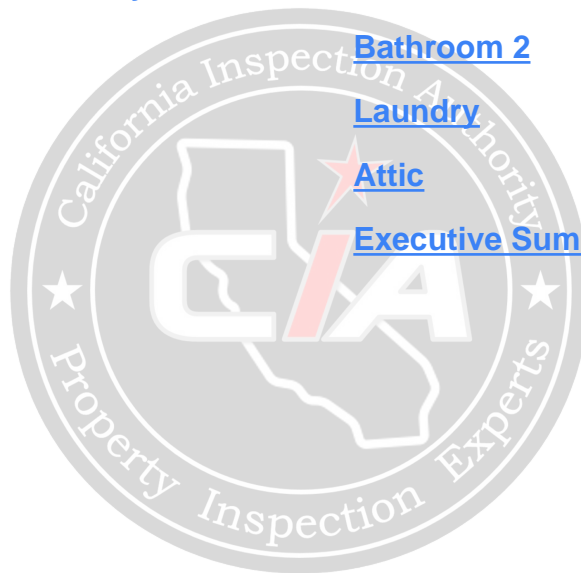 Bathroom 2
Laundry
Attic
Executive Sum
California Inspection Authority
CIA
Property Inspection Experts